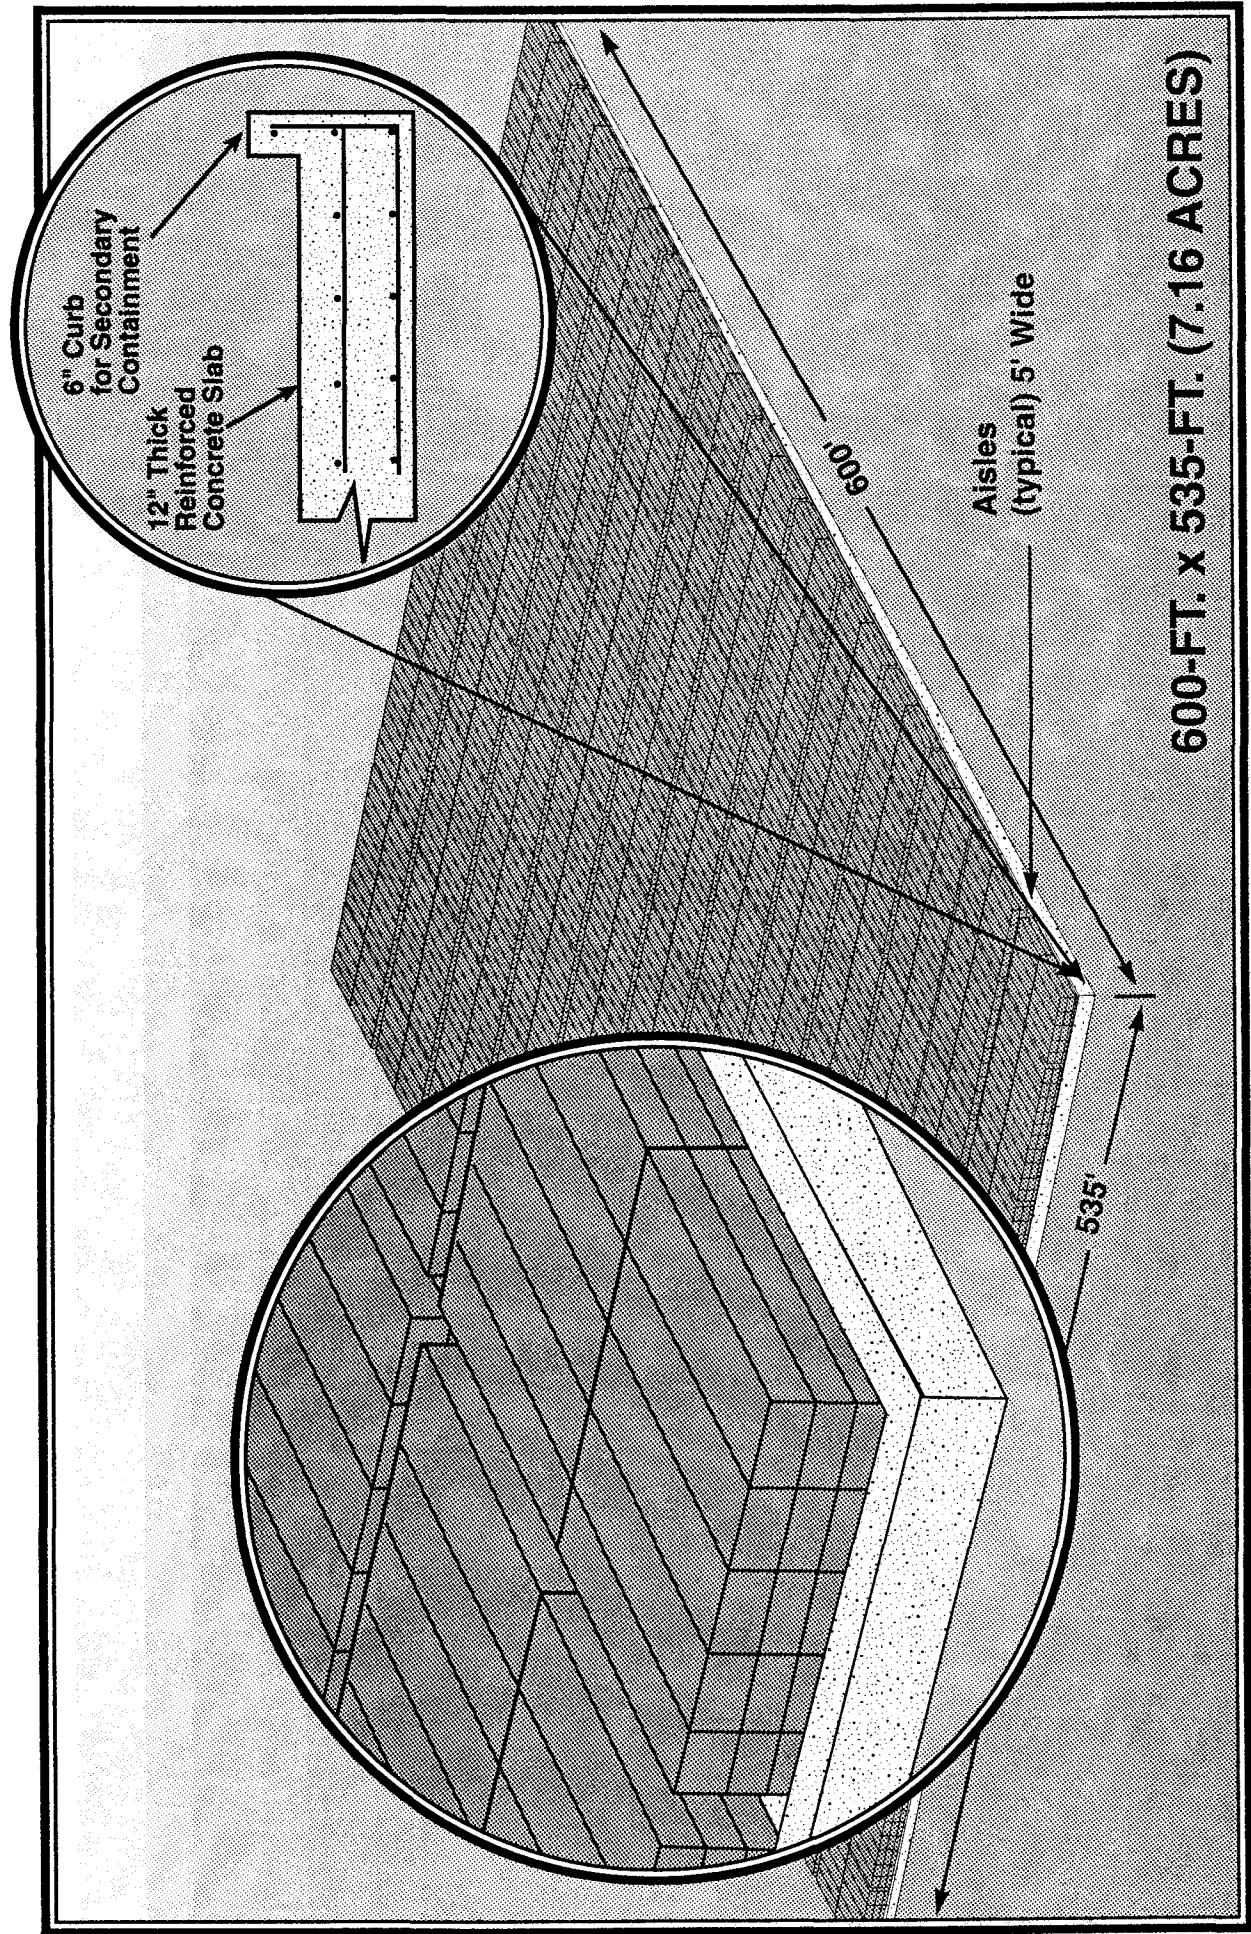 6" Curb
for Secondary
Containment
12" Thick
Reinforced
Concrete Slab
600'
Aisles
(typical) 5' Wide
535'
600-FT. x 535-FT. (7.16 ACRES)